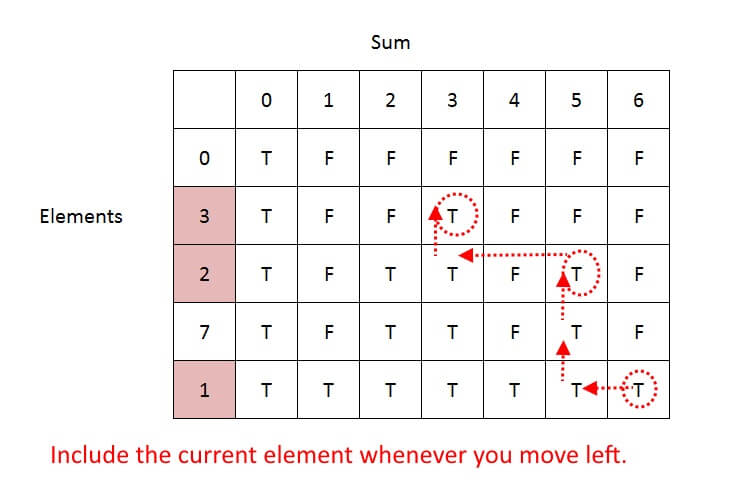 Sum
0 1 2 3 4 5 6
0 T F F F F F F
Elements 3 T F F T F F F
2 T F T T F T F
7 T F T T F T F
1 T T T T T T T
Include the current element whenever you move left.